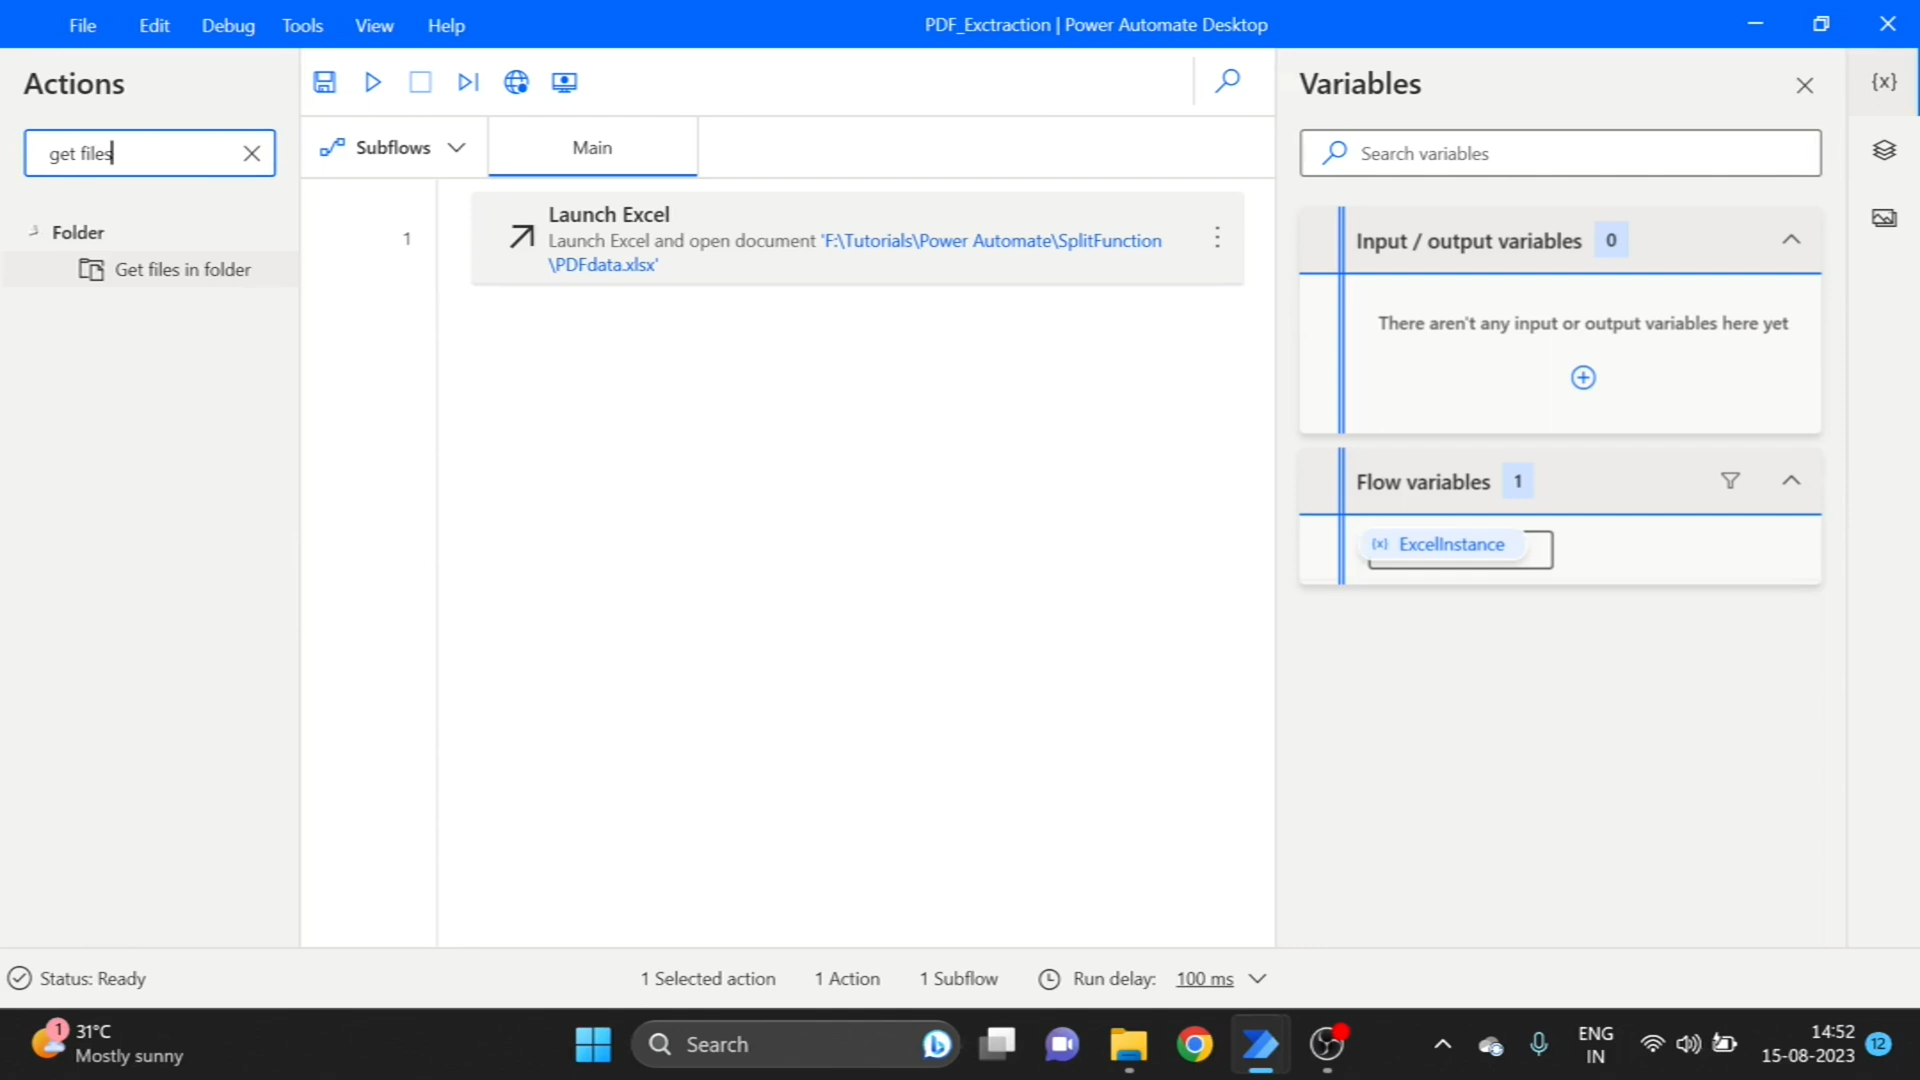 File Edit Debug Tools View Help
PDF_Exctraction | Power Automate Desktop
Actions
get files
Folder
Get files in folder
Subflows
Main
1
Launch Excel
Launch Excel and open document 'F:\Tutorials\Power Automate\SplitFunction
\PDFdata.xlsx'
Variables
{x}
Search variables
Input / output variables 0
There aren't any input or output variables here yet
Flow variables 1
{x} ExcelInstance
Status: Ready
1 Selected action
1 Action
1 Subflow
Run delay: 100 ms
1
31°C
Mostly sunny
Search
ENG
IN
14:52
15-08-2023
12